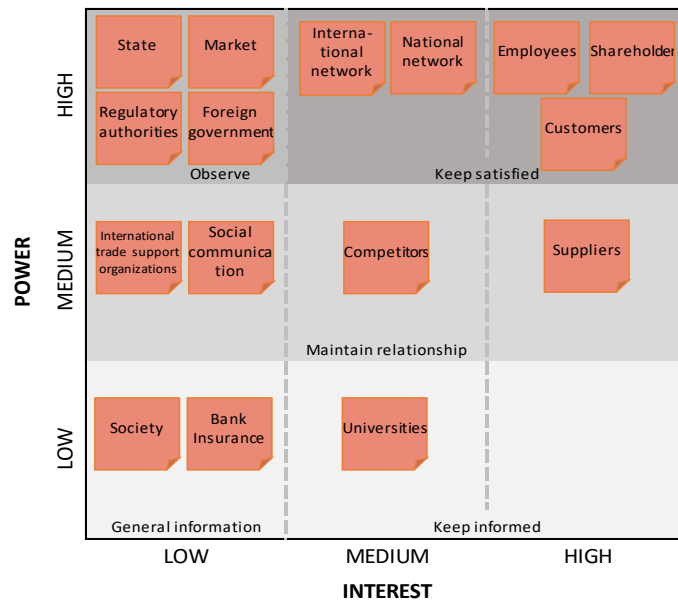 State
Market
Interna-
tional
network
National
network
Employees
Shareholder
Regulatory
authorities
Foreign
government
Customers
Observe
Keep satisfied
HIGH
International
trade support
organizations
Social
communica
tion
Competitors
Suppliers
Maintain relationship
MEDIUM
POWER
Society
Bank
Insurance
Universities
General information
Keep informed
LOW
LOW
MEDIUM
HIGH
INTEREST